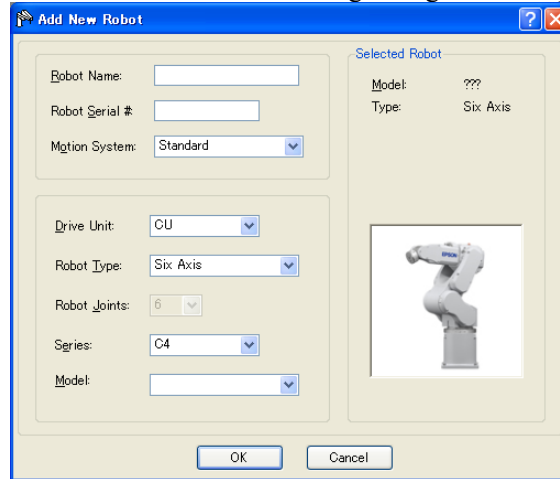 Add New Robot
Robot Name:
Robot Serial #:
Motion System: Standard
Drive Unit: CU
Robot Type: Six Axis
Robot Joints: 6
Series: C4
Model:
Selected Robot
Model: ???
Type: Six Axis
EPSON
OK Cancel